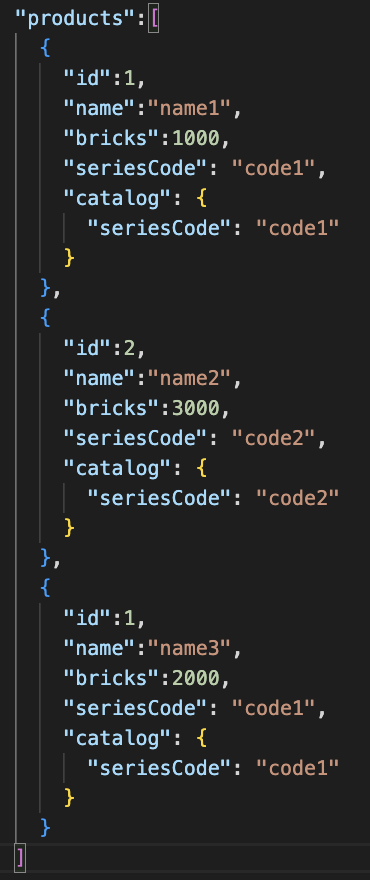 "products":[
{
"id":1,
"name":"name1",
"bricks":1000,
"seriesCode": "code1",
"catalog": {
"seriesCode": "code1"
}
},
{
"id":2,
"name":"name2",
"bricks":3000,
"seriesCode": "code2",
"catalog": {
"seriesCode": "code2"
}
},
{
"id":1,
"name":"name3",
"bricks":2000,
"seriesCode": "code1",
"catalog": {
"seriesCode": "code1"
}
}
]